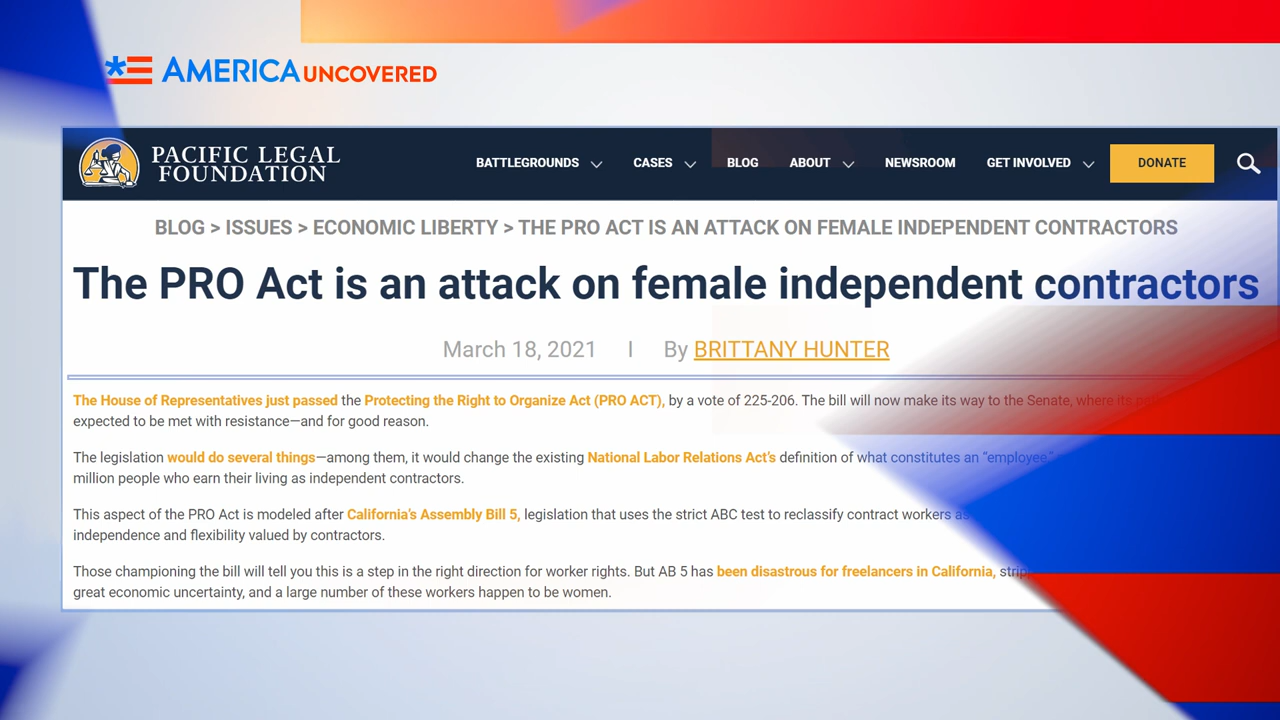 AMERICA UNCOVERED
PACIFIC LEGAL
FOUNDATION
BATTLEGROUNDS CASES BLOG ABOUT NEWSROOM GET INVOLVED DONATE
BLOG > ISSUES > ECONOMIC LIBERTY > THE PRO ACT IS AN ATTACK ON FEMALE INDEPENDENT CONTRACTORS
The PRO Act is an attack on female independent contractors
March 18, 2021 | By BRITTANY HUNTER
The House of Representatives just passed the Protecting the Right to Organize Act (PRO ACT), by a vote of 225-206. The bill will now make its way to the Senate, where its
expected to be met with resistance—and for good reason.
The legislation would do several things—among them, it would change the existing National Labor Relations Act's definition of what constitutes an “employee,”
million people who earn their living as independent contractors.
This aspect of the PRO Act is modeled after California's Assembly Bill 5, legislation that uses the strict ABC test to reclassify contract workers
independence and flexibility valued by contractors.
Those championing the bill will tell you this is a step in the right direction for worker rights. But AB 5 has been disastrous for freelancers in California,
great economic uncertainty, and a large number of these workers happen to be women.